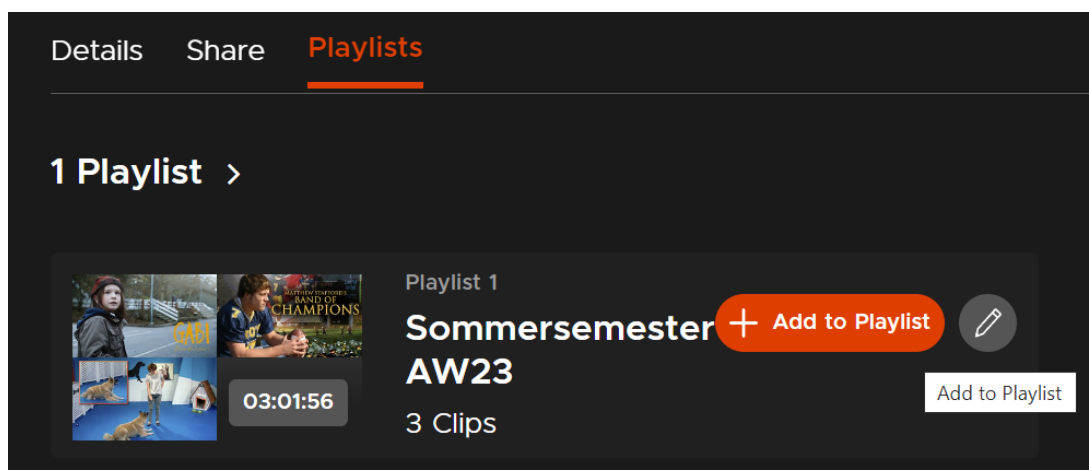 Details Share Playlists
1 Playlist >
GABI
MATTHEW STAFFORD'S
BAND OF
CHAMPIONS
03:01:56
Playlist 1
Sommersemester
AW23
3 Clips
+ Add to Playlist
Add to Playlist